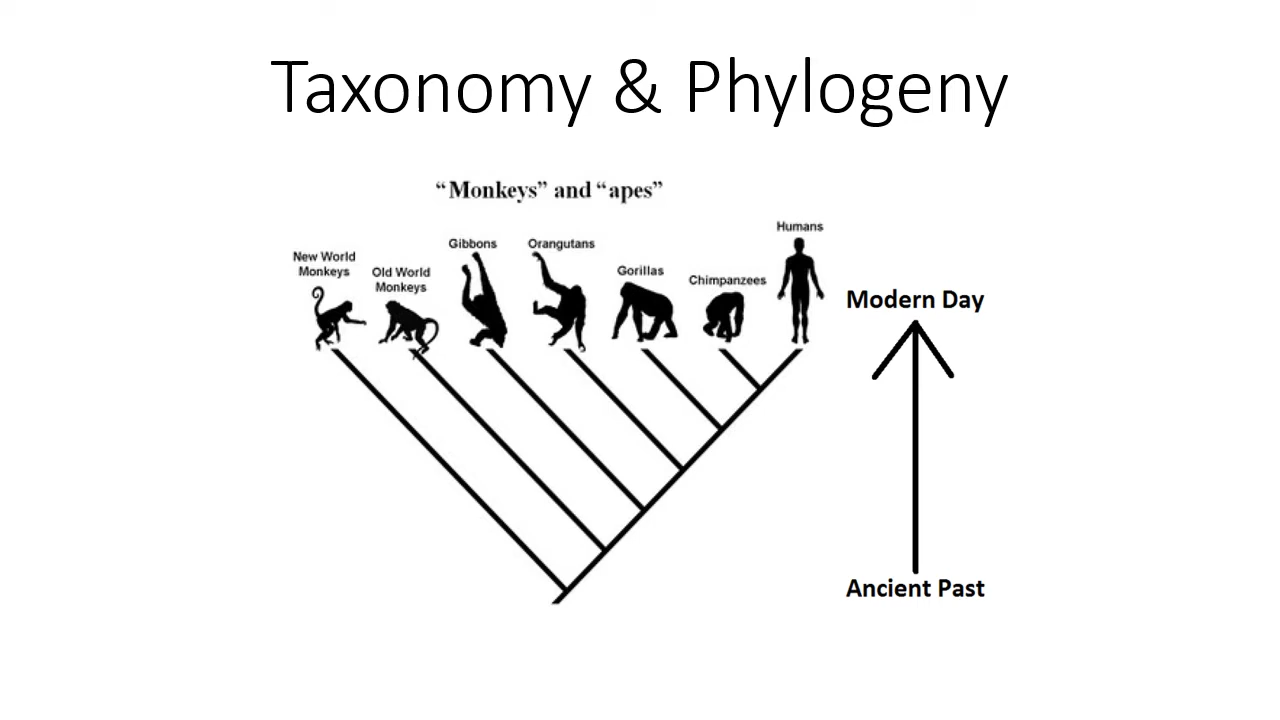 Taxonomy & Phylogeny
“Monkeys” and “apes”
New World
Monkeys
Old World
Monkeys
Gibbons
Orangutans
Gorillas
Chimpanzees
Humans
Modern Day
Ancient Past